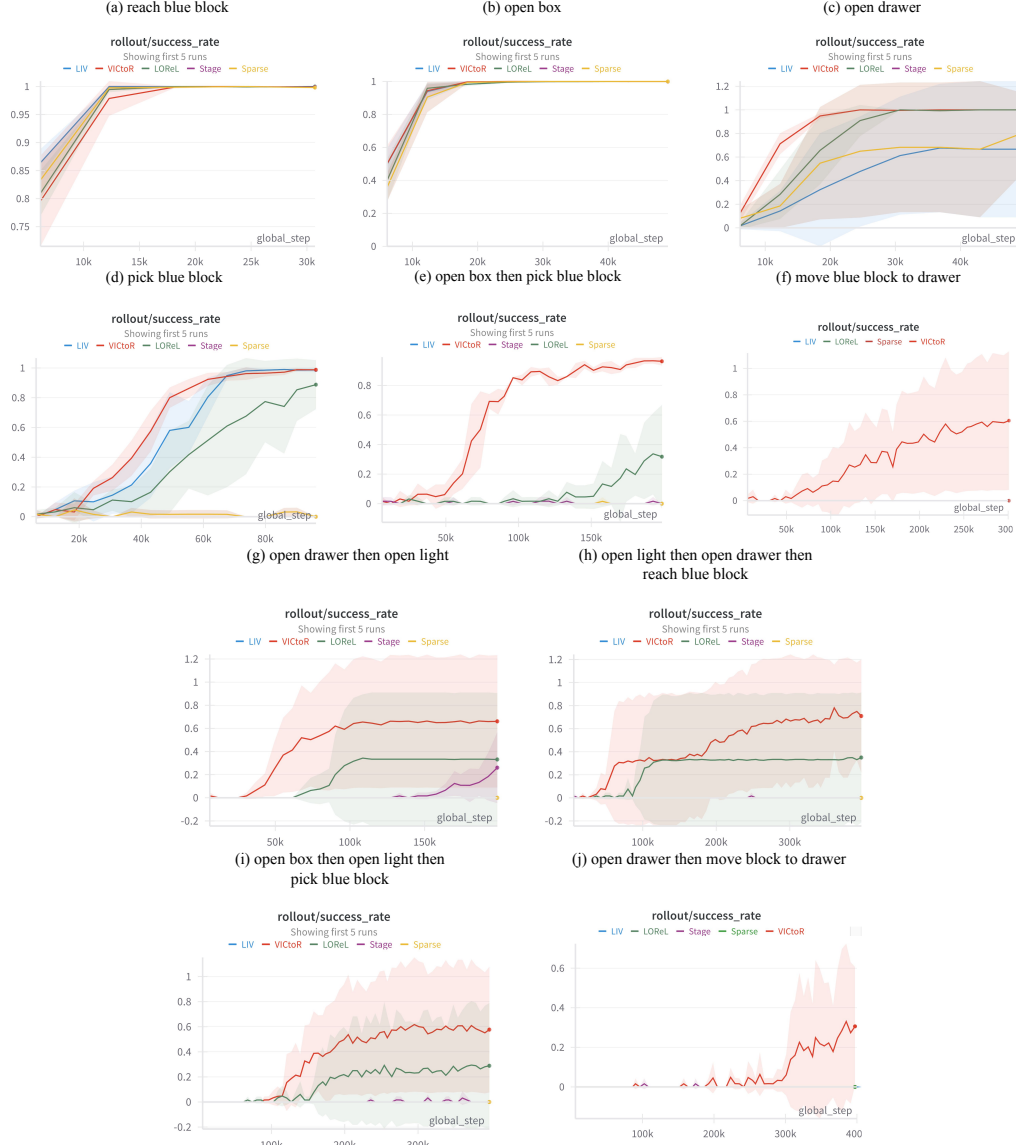 (a) reach blue block
(b) open box
(c) open drawer
rollout/success_rate
Showing first 5 runs
LIV VICtoR LOReL Stage Sparse
1
0.95
0.9
0.85
0.8
0.75
global_step
10k 15k 20k 25k 30k
rollout/success_rate
Showing first 5 runs
LIV VICtoR LOReL Stage Sparse
1
0.8
0.6
0.4
0.2
0
global_step
10k 20k 30k 40k
rollout/success_rate
Showing first 5 runs
LIV VICtoR LOReL Stage Sparse
1.2
1
0.8
0.6
0.4
0.2
0
global_step
10k 20k 30k 40k
(d) pick blue block
(e) open box then pick blue block
(f) move blue block to drawer
rollout/success_rate
Showing first 5 runs
LIV VICtoR LOReL Stage Sparse
1
0.8
0.6
0.4
0.2
0
global_step
20k 40k 60k 80k
rollout/success_rate
Showing first 5 runs
LIV VICtoR Stage LOReL Sparse
0.8
0.6
0.4
0.2
0
global_step
50k 100k 150k
rollout/success_rate
LIV LOReL Sparse VICtoR
1
0.8
0.6
0.4
0.2
0
global_step
50k 100k 150k 200k 250k 300
(g) open drawer then open light
(h) open light then open drawer then
reach blue block
rollout/success_rate
Showing first 5 runs
LIV VICtoR LOReL Stage Sparse
1.2
1
0.8
0.6
0.4
0.2
0
-0.2
global_step
50k 100k 150k
rollout/success_rate
Showing first 5 runs
LIV VICtoR LOReL Stage Sparse
1.2
1
0.8
0.6
0.4
0.2
0
-0.2
global_step
100k 200k 300k
(i) open box then open light then
pick blue block
(j) open drawer then move block to drawer
rollout/success_rate
Showing first 5 runs
LIV VICtoR LOReL Stage Sparse
1
0.8
0.6
0.4
0.2
0
-0.2
global_step
100k 200k 300k
rollout/success_rate
LIV LOReL Stage Sparse VICtoR
0.6
0.4
0.2
0
global_step
100k 200k 300k 400